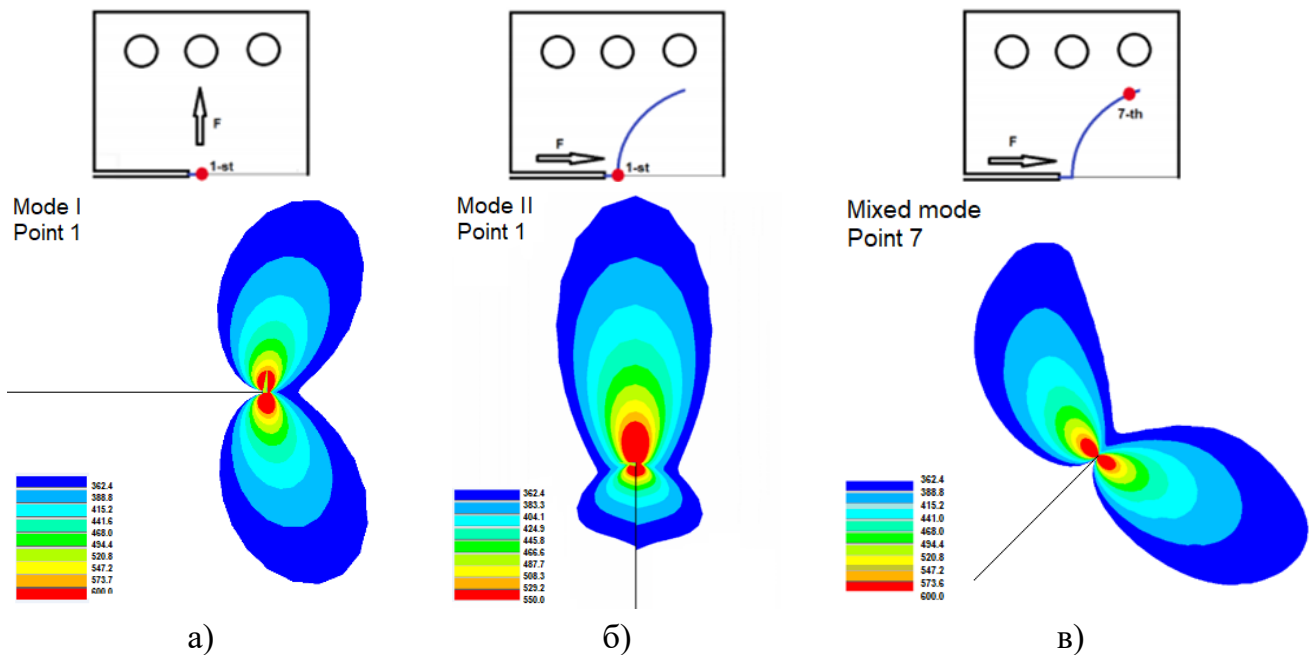 F
1-st
F
1-st
F
7-th
Mode I
Point 1
Mode II
Point 1
Mixed mode
Point 7
362.4
388.8
415.2
441.6
468.0
494.4
520.8
547.2
573.7
600.0
362.4
383.3
404.1
424.9
445.8
466.6
487.7
508.3
529.2
550.0
362.4
388.8
415.2
441.0
468.0
494.4
520.8
547.2
573.6
600.0
а)
б)
в)